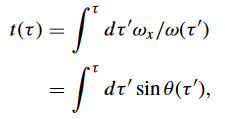 t(τ) = ∫^τ dτ′ω_x/ω(τ′)
= ∫^τ dτ′ sin θ(τ′),